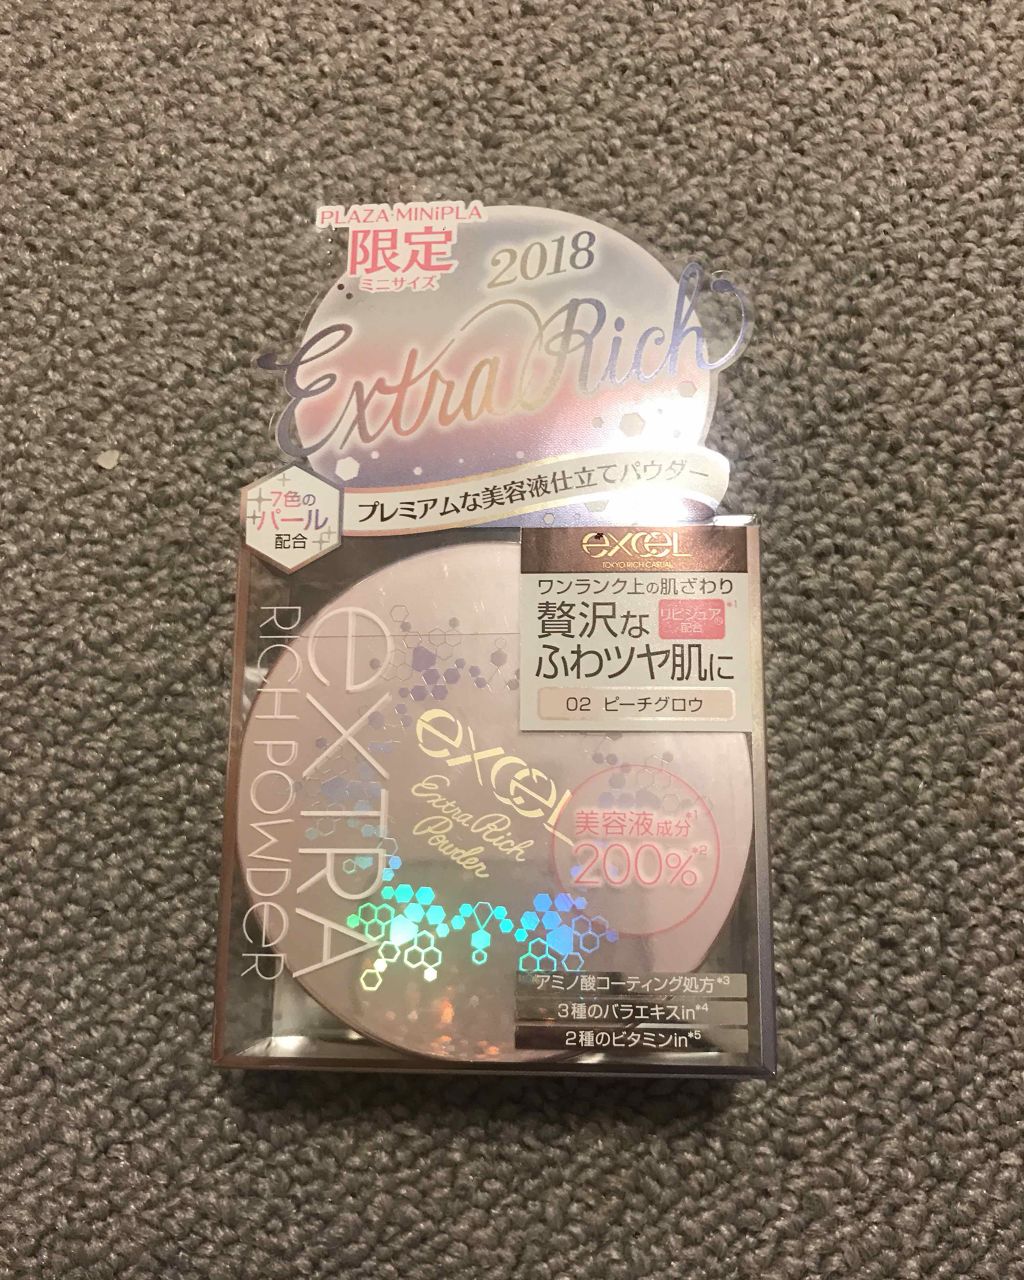 PLAZA・MINiPLA
限定
ミニサイズ
2018
Extra Rich
プレミアムな美容液仕立てパウダー
7色の
パール
配合
excel
TOKYO RICH CASUAL
ワンランク上の肌ざわり
贅沢な
リピジュア®
配合
*1
ふわツヤ肌に
02 ピーチグロウ
eXTRA
RICH POWDeR
excel
Extra Rich
Powder
美容液成分*1
200%*2
アミノ酸コーティング処方*3
3種のバラエキスin*4
2種のビタミンin*5